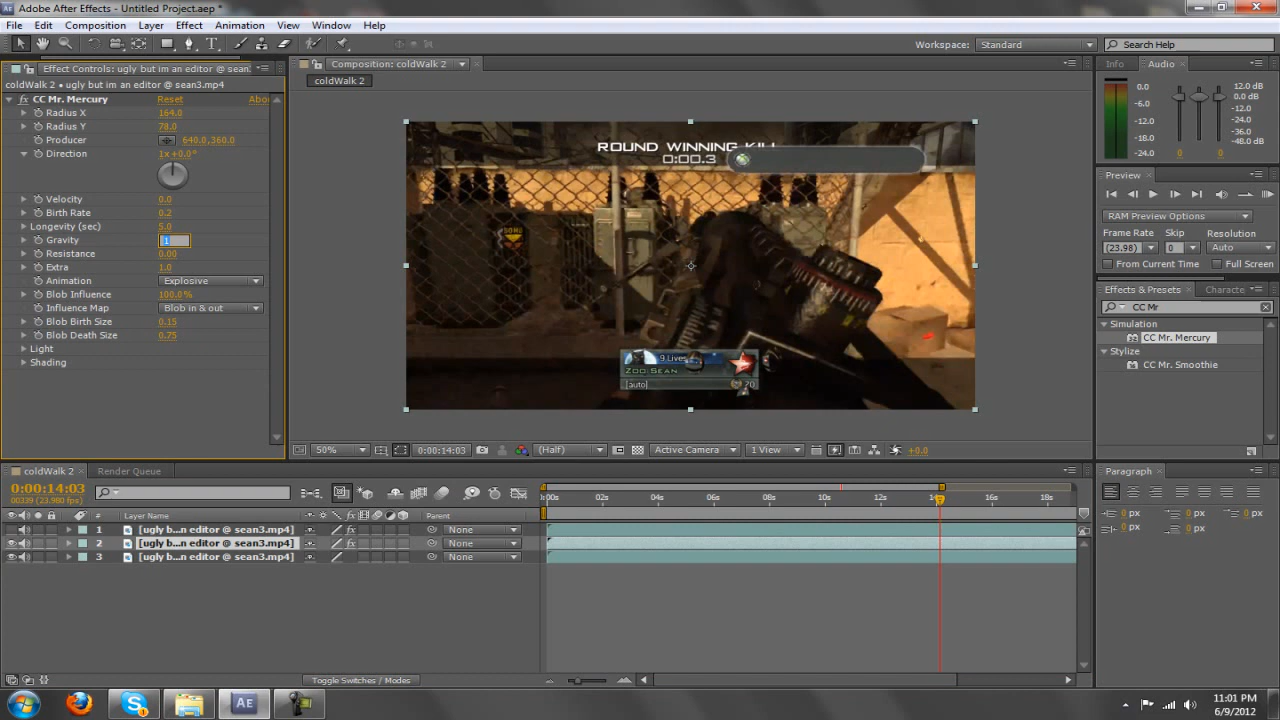 Adobe After Effects - Untitled Project.aep *
File Edit Composition Layer Effect Animation View Window Help
Workspace: Standard Search Help
Effect Controls: ugly but im an editor @ sean
coldWalk 2 • ugly but im an editor @ sean3.mp4
fx CC Mr. Mercury Reset Abou
Radius X 164.0
Radius Y 78.0
Producer 640.0,360.0
Direction 1x+0.0°
Velocity 0.0
Birth Rate 0.2
Longevity (sec) 5.0
Gravity 1
Resistance 0.00
Extra 1.0
Animation Explosive
Blob Influence 100.0%
Influence Map Blob in & out
Blob Birth Size 0.15
Blob Death Size 0.75
Light
Shading
Composition: coldWalk 2
coldWalk 2
ROUND WINNING KILL
0:00.3
9 Lives
Zoo Sean
[auto] 20
50% 0:00:14:03 (Half) Active Camera 1 View +0.0
Info Audio
0.0
-6.0
-12.0
-18.0
-24.0
12.0 dB
0.0 dB
-12.0
-24.0
-36.0
-48.0 dB
0 0
Preview
RAM Preview Options
Frame Rate Skip Resolution
(23.98) 0 Auto
From Current Time Full Screen
Effects & Presets Characte
CC Mr
Simulation
CC Mr. Mercury
Stylize
CC Mr. Smoothie
coldWalk 2 Render Queue
0:00:14:03
00339 (23.980 fps)
:00s 02s 04s 06s 08s 10s 12s 14s 16s 18s
# Layer Name Parent
1 [ugly b...n editor @ sean3.mp4] fx None
2 [ugly b...n editor @ sean3.mp4] fx None
3 [ugly b...n editor @ sean3.mp4] None
Toggle Switches / Modes
Paragraph
0 px 0 px 0 px
0 px 0 px
Ae
11:01 PM
6/9/2012